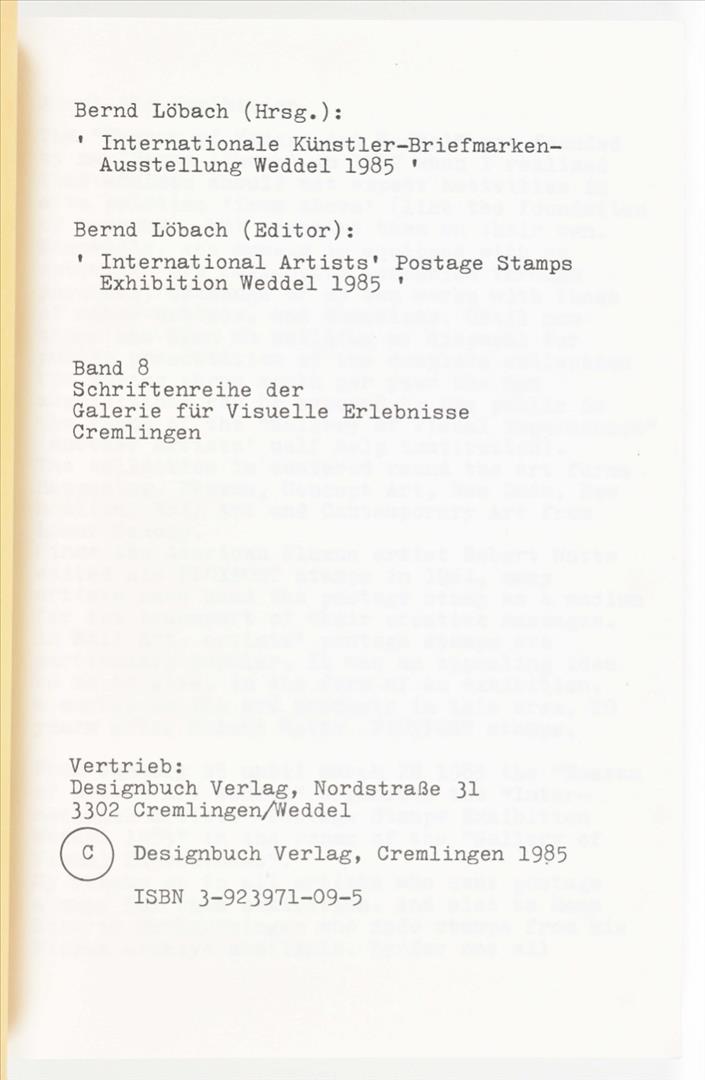 Bernd Löbach (Hrsg.):
' Internationale Künstler-Briefmarken-
Ausstellung Weddel 1985 '
Bernd Löbach (Editor):
' International Artists' Postage Stamps
Exhibition Weddel 1985 '
Band 8
Schriftenreihe der
Galerie für Visuelle Erlebnisse
Cremlingen
Vertrieb:
Designbuch Verlag, Nordstraße 31
3302 Cremlingen/Weddel
C Designbuch Verlag, Cremlingen 1985
ISBN 3-923971-09-5